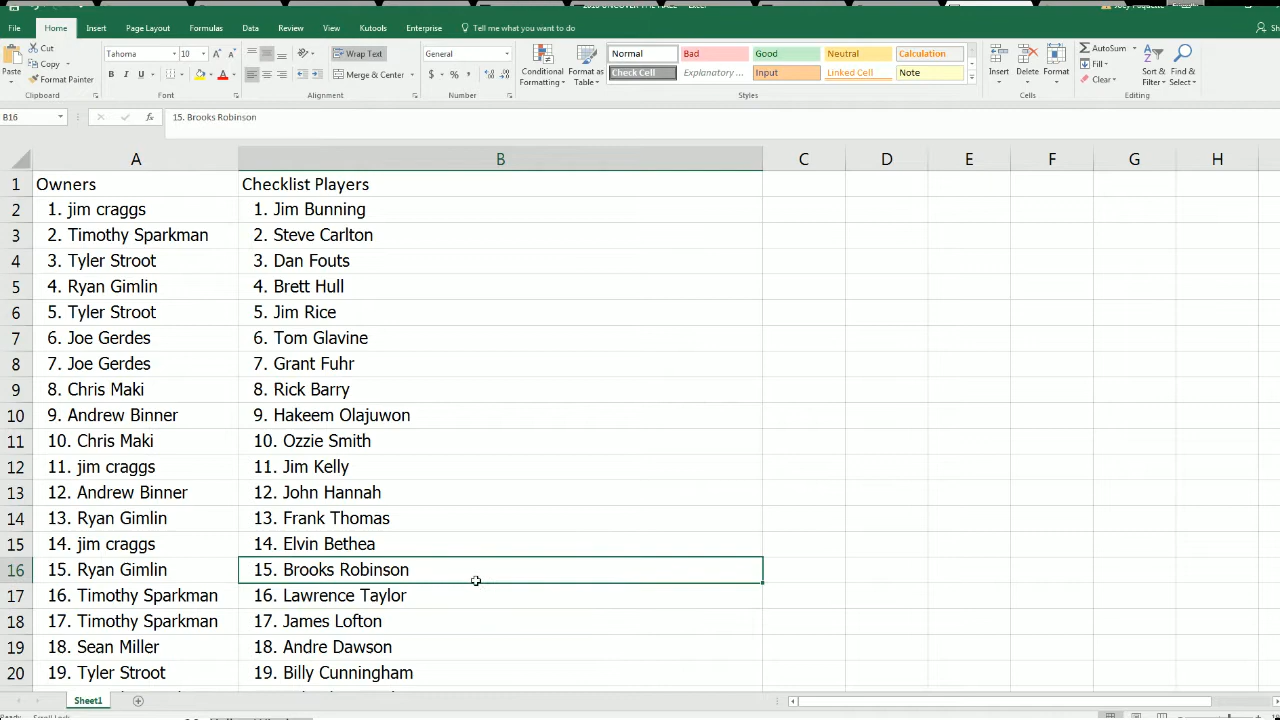 File Home Insert Page Layout Formulas Data Review View Kutools Enterprise Tell me what you want to do
Cut
Copy
Format Painter
Paste
Clipboard
Tahoma 10
B I U
Font
Wrap Text
Merge & Center
Alignment
General
$ % ,
Number
Conditional Formatting
Format as Table
Normal Bad Good Neutral Calculation
Check Cell Explanatory ... Input Linked Cell Note
Styles
Insert Delete Format
Cells
AutoSum
Fill
Clear
Sort & Filter
Find & Select
Editing
B16 fx 15. Brooks Robinson
A B C D E F G H
1 Owners Checklist Players
2 1. jim craggs 1. Jim Bunning
3 2. Timothy Sparkman 2. Steve Carlton
4 3. Tyler Stroot 3. Dan Fouts
5 4. Ryan Gimlin 4. Brett Hull
6 5. Tyler Stroot 5. Jim Rice
7 6. Joe Gerdes 6. Tom Glavine
8 7. Joe Gerdes 7. Grant Fuhr
9 8. Chris Maki 8. Rick Barry
10 9. Andrew Binner 9. Hakeem Olajuwon
11 10. Chris Maki 10. Ozzie Smith
12 11. jim craggs 11. Jim Kelly
13 12. Andrew Binner 12. John Hannah
14 13. Ryan Gimlin 13. Frank Thomas
15 14. jim craggs 14. Elvin Bethea
16 15. Ryan Gimlin 15. Brooks Robinson
17 16. Timothy Sparkman 16. Lawrence Taylor
18 17. Timothy Sparkman 17. James Lofton
19 18. Sean Miller 18. Andre Dawson
20 19. Tyler Stroot 19. Billy Cunningham
Sheet1